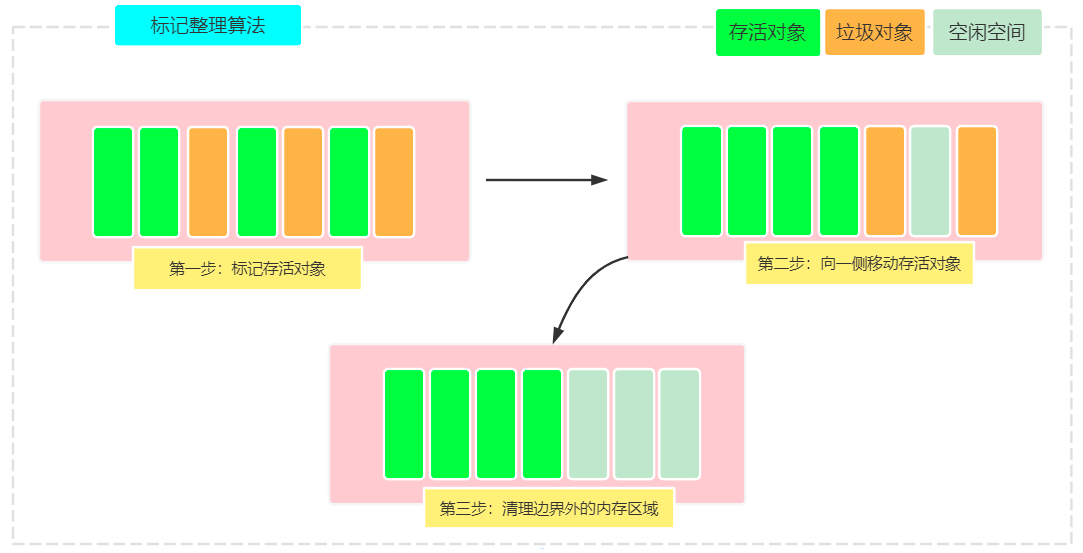 标记整理算法
存活对象
垃圾对象
空闲空间
第一步：标记存活对象
第二步：向一侧移动存活对象
第三步：清理边界外的内存区域